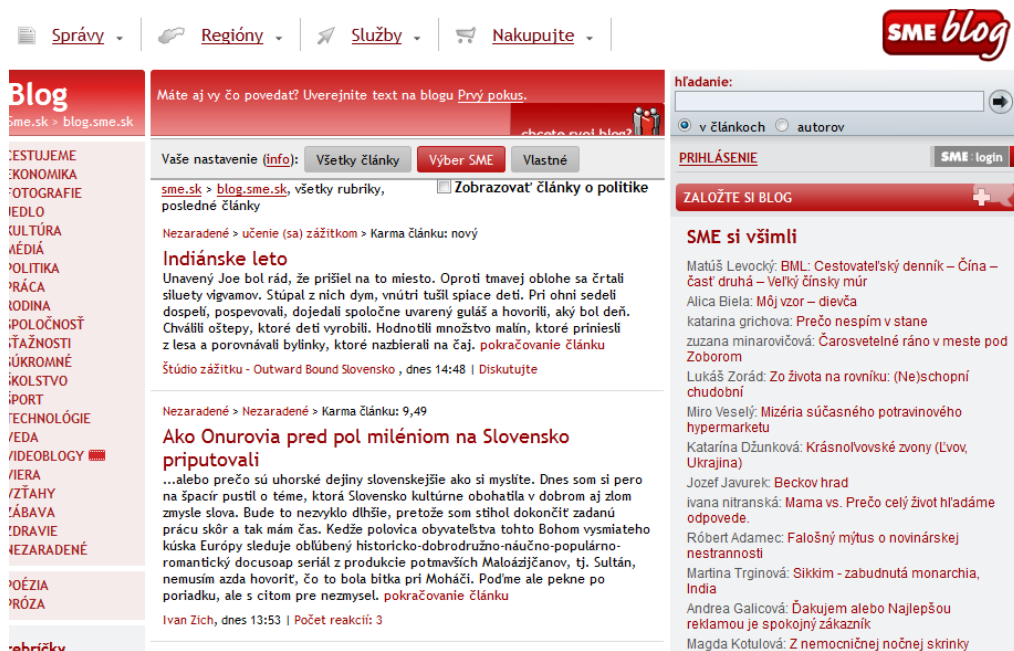 Správy
Regióny
Služby
Nakupujte
SME blog
Blog
Sme.sk > blog.sme.sk
Máte aj vy čo povedať? Uverejnite text na blogu Prvý pokus.
chcete svoj blog?
hľadanie:
v článkoch autorov
CESTUJEME
EKONOMIKA
FOTOGRAFIE
JEDLO
KULTÚRA
MÉDIÁ
POLITIKA
PRÁCA
RODINA
SPOLOČNOSŤ
SŤAŽNOSTI
SÚKROMNÉ
ŠKOLSTVO
ŠPORT
TECHNOLÓGIE
VEDA
VIDEOBLOGY
VIERA
VZŤAHY
ZÁBAVA
ZDRAVIE
NEZARADENÉ
POÉZIA
PRÓZA
rebríčky
Vaše nastavenie (info): Všetky články Výber SME Vlastné
sme.sk > blog.sme.sk, všetky rubriky,
posledné články
Zobrazovať články o politike
Nezaradené > učenie (sa) zážitkom > Karma článku: nový
Indiánske leto
Unavený Joe bol rád, že prišiel na to miesto. Oproti tmavej oblohe sa črtali
siluety vigvamov. Stúpal z nich dym, vnútri tušil spiace deti. Pri ohni sedeli
dospelí, pospevovali, dojedali spoločne uvarený guláš a hovorili, aký bol deň.
Chválili oštepy, ktoré deti vyrobili. Hodnotili množstvo malín, ktoré priniesli
z lesa a porovnávali bylinky, ktoré nazbierali na čaj. pokračovanie článku
Štúdio zážitku - Outward Bound Slovensko , dnes 14:48 | Diskutujte
Nezaradené > Nezaradené > Karma článku: 9,49
Ako Onurovia pred pol miléniom na Slovensko
priputovali
...alebo prečo sú uhorské dejiny slovenskejšie ako si myslíte. Dnes som si pero
na špacír pustil o téme, ktorá Slovensko kultúrne obohatila v dobrom aj zlom
zmysle slova. Bude to nezvyklo dlhšie, pretože som stihol dokončiť zadanú
prácu skôr a tak mám čas. Kedže polovica obyvateľstva tohto Bohom vysmiateho
kúska Európy sleduje obľúbený historicko-dobrodružno-náučno-populárno-
romantický docusoap seriál z produkcie potmavších Maloázijčanov, tj. Sultán,
nemusím azda hovoriť, čo to bola bitka pri Moháči. Poďme ale pekne po
poriadku, ale s citom pre nezmysel. pokračovanie článku
Ivan Zich, dnes 13:53 | Počet reakcií: 3
PRIHLÁSENIE
SME : login
ZALOŽTE SI BLOG
SME si všimli
Matúš Levocký: BML: Cestovateľský denník – Čína –
časť druhá – Veľký čínsky múr
Alica Biela: Môj vzor – dievča
katarina grichova: Prečo nespím v stane
zuzana minarovičová: Čarosvetelné ráno v meste pod
Zoborom
Lukáš Zorád: Zo života na rovníku: (Ne)schopní
chudobní
Miro Veselý: Mizéria súčasného potravinového
hypermarketu
Katarína Džunková: Krásnoľvovské zvony (Ľvov,
Ukrajina)
Jozef Javurek: Beckov hrad
ivana nitranská: Mama vs. Prečo celý život hľadáme
odpovede.
Róbert Adamec: Falošný mýtus o novinárskej
nestrannosti
Martina Trginová: Sikkim - zabudnutá monarchia,
India
Andrea Galicová: Ďakujem alebo Najlepšou
reklamou je spokojný zákazník
Magda Kotulová: Z nemocničnej nočnej skrinky